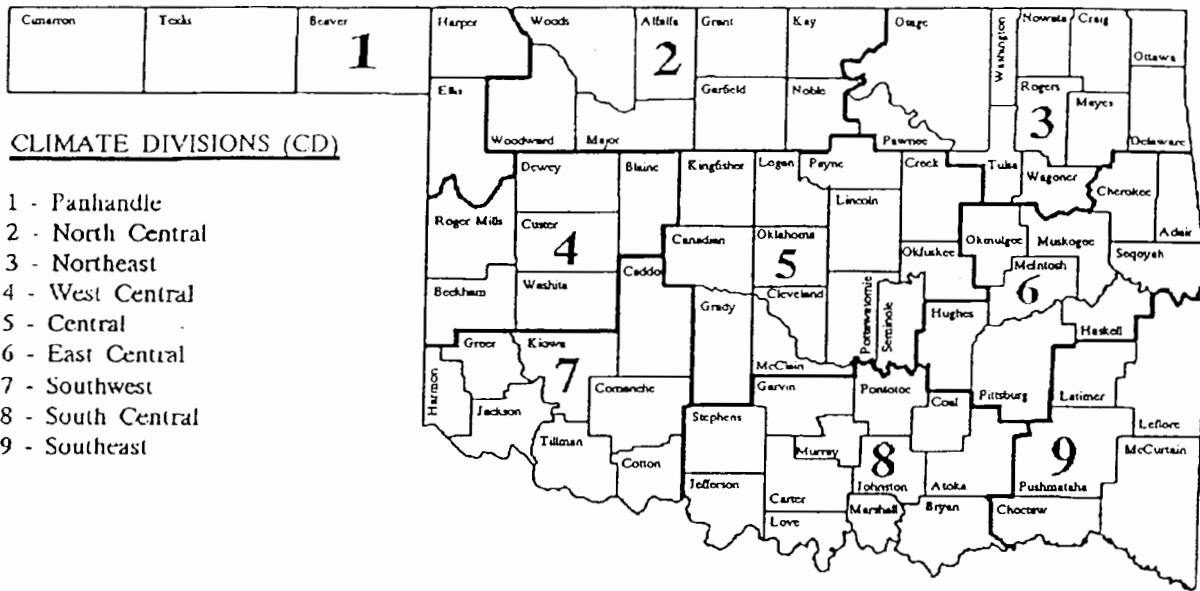 Cimarron Texas Beaver Harper Woods Alfalfa Grant Kay Osage Washington Nowata Craig Ottawa
1 2 3
Ellis Woodward Major Garfield Noble Pawnee Rogers Mayes Delaware
CLIMATE DIVISIONS (CD)
1 - Panhandle
2 - North Central
3 - Northeast
4 - West Central
5 - Central
6 - East Central
7 - Southwest
8 - South Central
9 - Southeast
Dewey Blaine Kingfisher Logan Payne Creek Tulsa Wagoner Cherokee
Roger Mills Custer Canadian Oklahoma Lincoln Okfuskee Okmulgee Muskogee Adair
4 5 6
Beckham Washita Caddo Grady Cleveland Pottawatomie Seminole Hughes McIntosh Sequoyah
Haskell
Greer Kiowa McClain
7
Harmon Jackson Comanche Stephens Garvin Pontotoc Coal Pittsburg Latimer Leflore
Tillman Cotton Murray McCurtain
8 9
Jefferson Carter Johnston Atoka Pushmataha
Love Marshall Bryan Choctaw